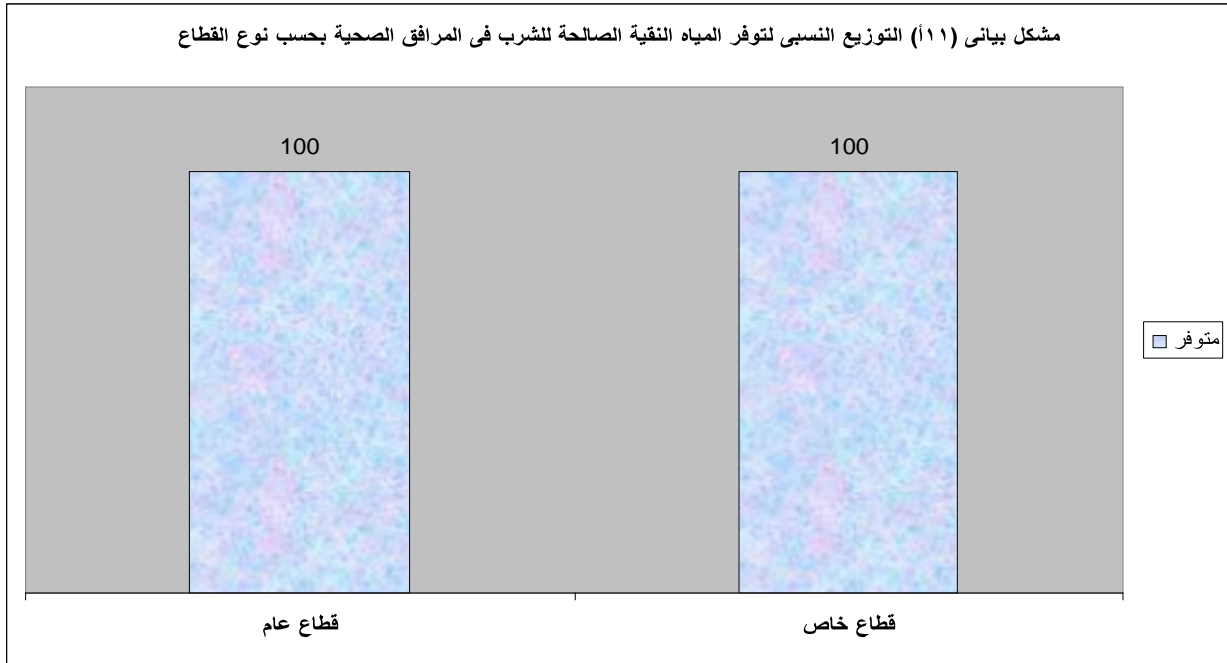 مشكل بيانى (١١أ) التوزيع النسبى لتوفر المياه النقية الصالحة للشرب فى المرافق الصحية بحسب نوع القطاع
100
100
متوفر
قطاع عام
قطاع خاص